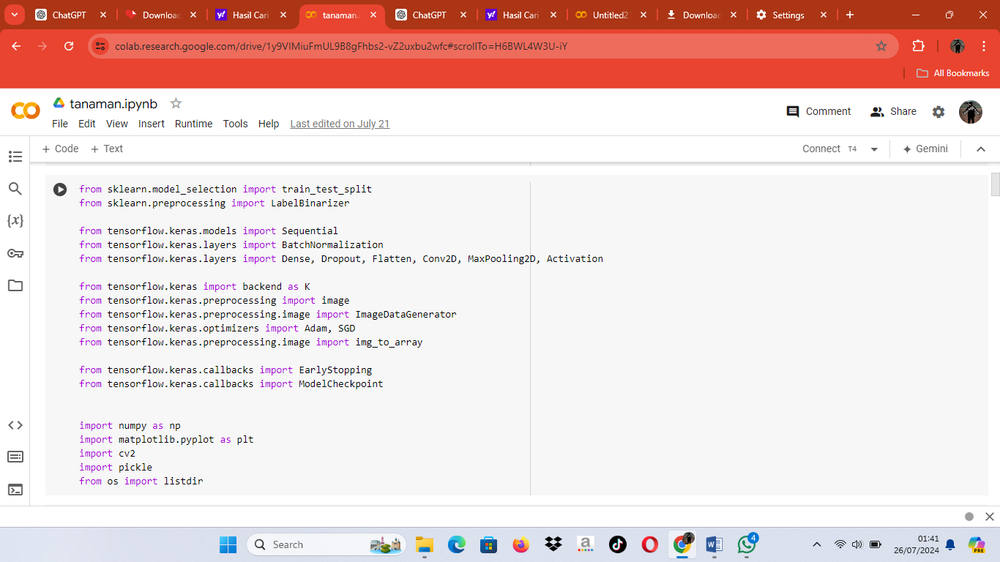 ChatGPT
Downloa
Hasil Cari
tanaman.
ChatGPT
Hasil Cari
Untitled2
Downloa
Settings
colab.research.google.com/drive/1y9VIMiuFmUL9B8gFhbs2-vZ2uxbu2wfc#scrollTo=H6BWL4W3U-iY
All Bookmarks
tanaman.ipynb
Comment
Share
File Edit View Insert Runtime Tools Help Last edited on July 21
+ Code + Text
Connect T4
Gemini
from sklearn.model_selection import train_test_split
from sklearn.preprocessing import LabelBinarizer
from tensorflow.keras.models import Sequential
from tensorflow.keras.layers import BatchNormalization
from tensorflow.keras.layers import Dense, Dropout, Flatten, Conv2D, MaxPooling2D, Activation
from tensorflow.keras import backend as K
from tensorflow.keras.preprocessing import image
from tensorflow.keras.preprocessing.image import ImageDataGenerator
from tensorflow.keras.optimizers import Adam, SGD
from tensorflow.keras.preprocessing.image import img_to_array
from tensorflow.keras.callbacks import EarlyStopping
from tensorflow.keras.callbacks import ModelCheckpoint
import numpy as np
import matplotlib.pyplot as plt
import cv2
import pickle
from os import listdir
Search
4
01:41
26/07/2024
PRE